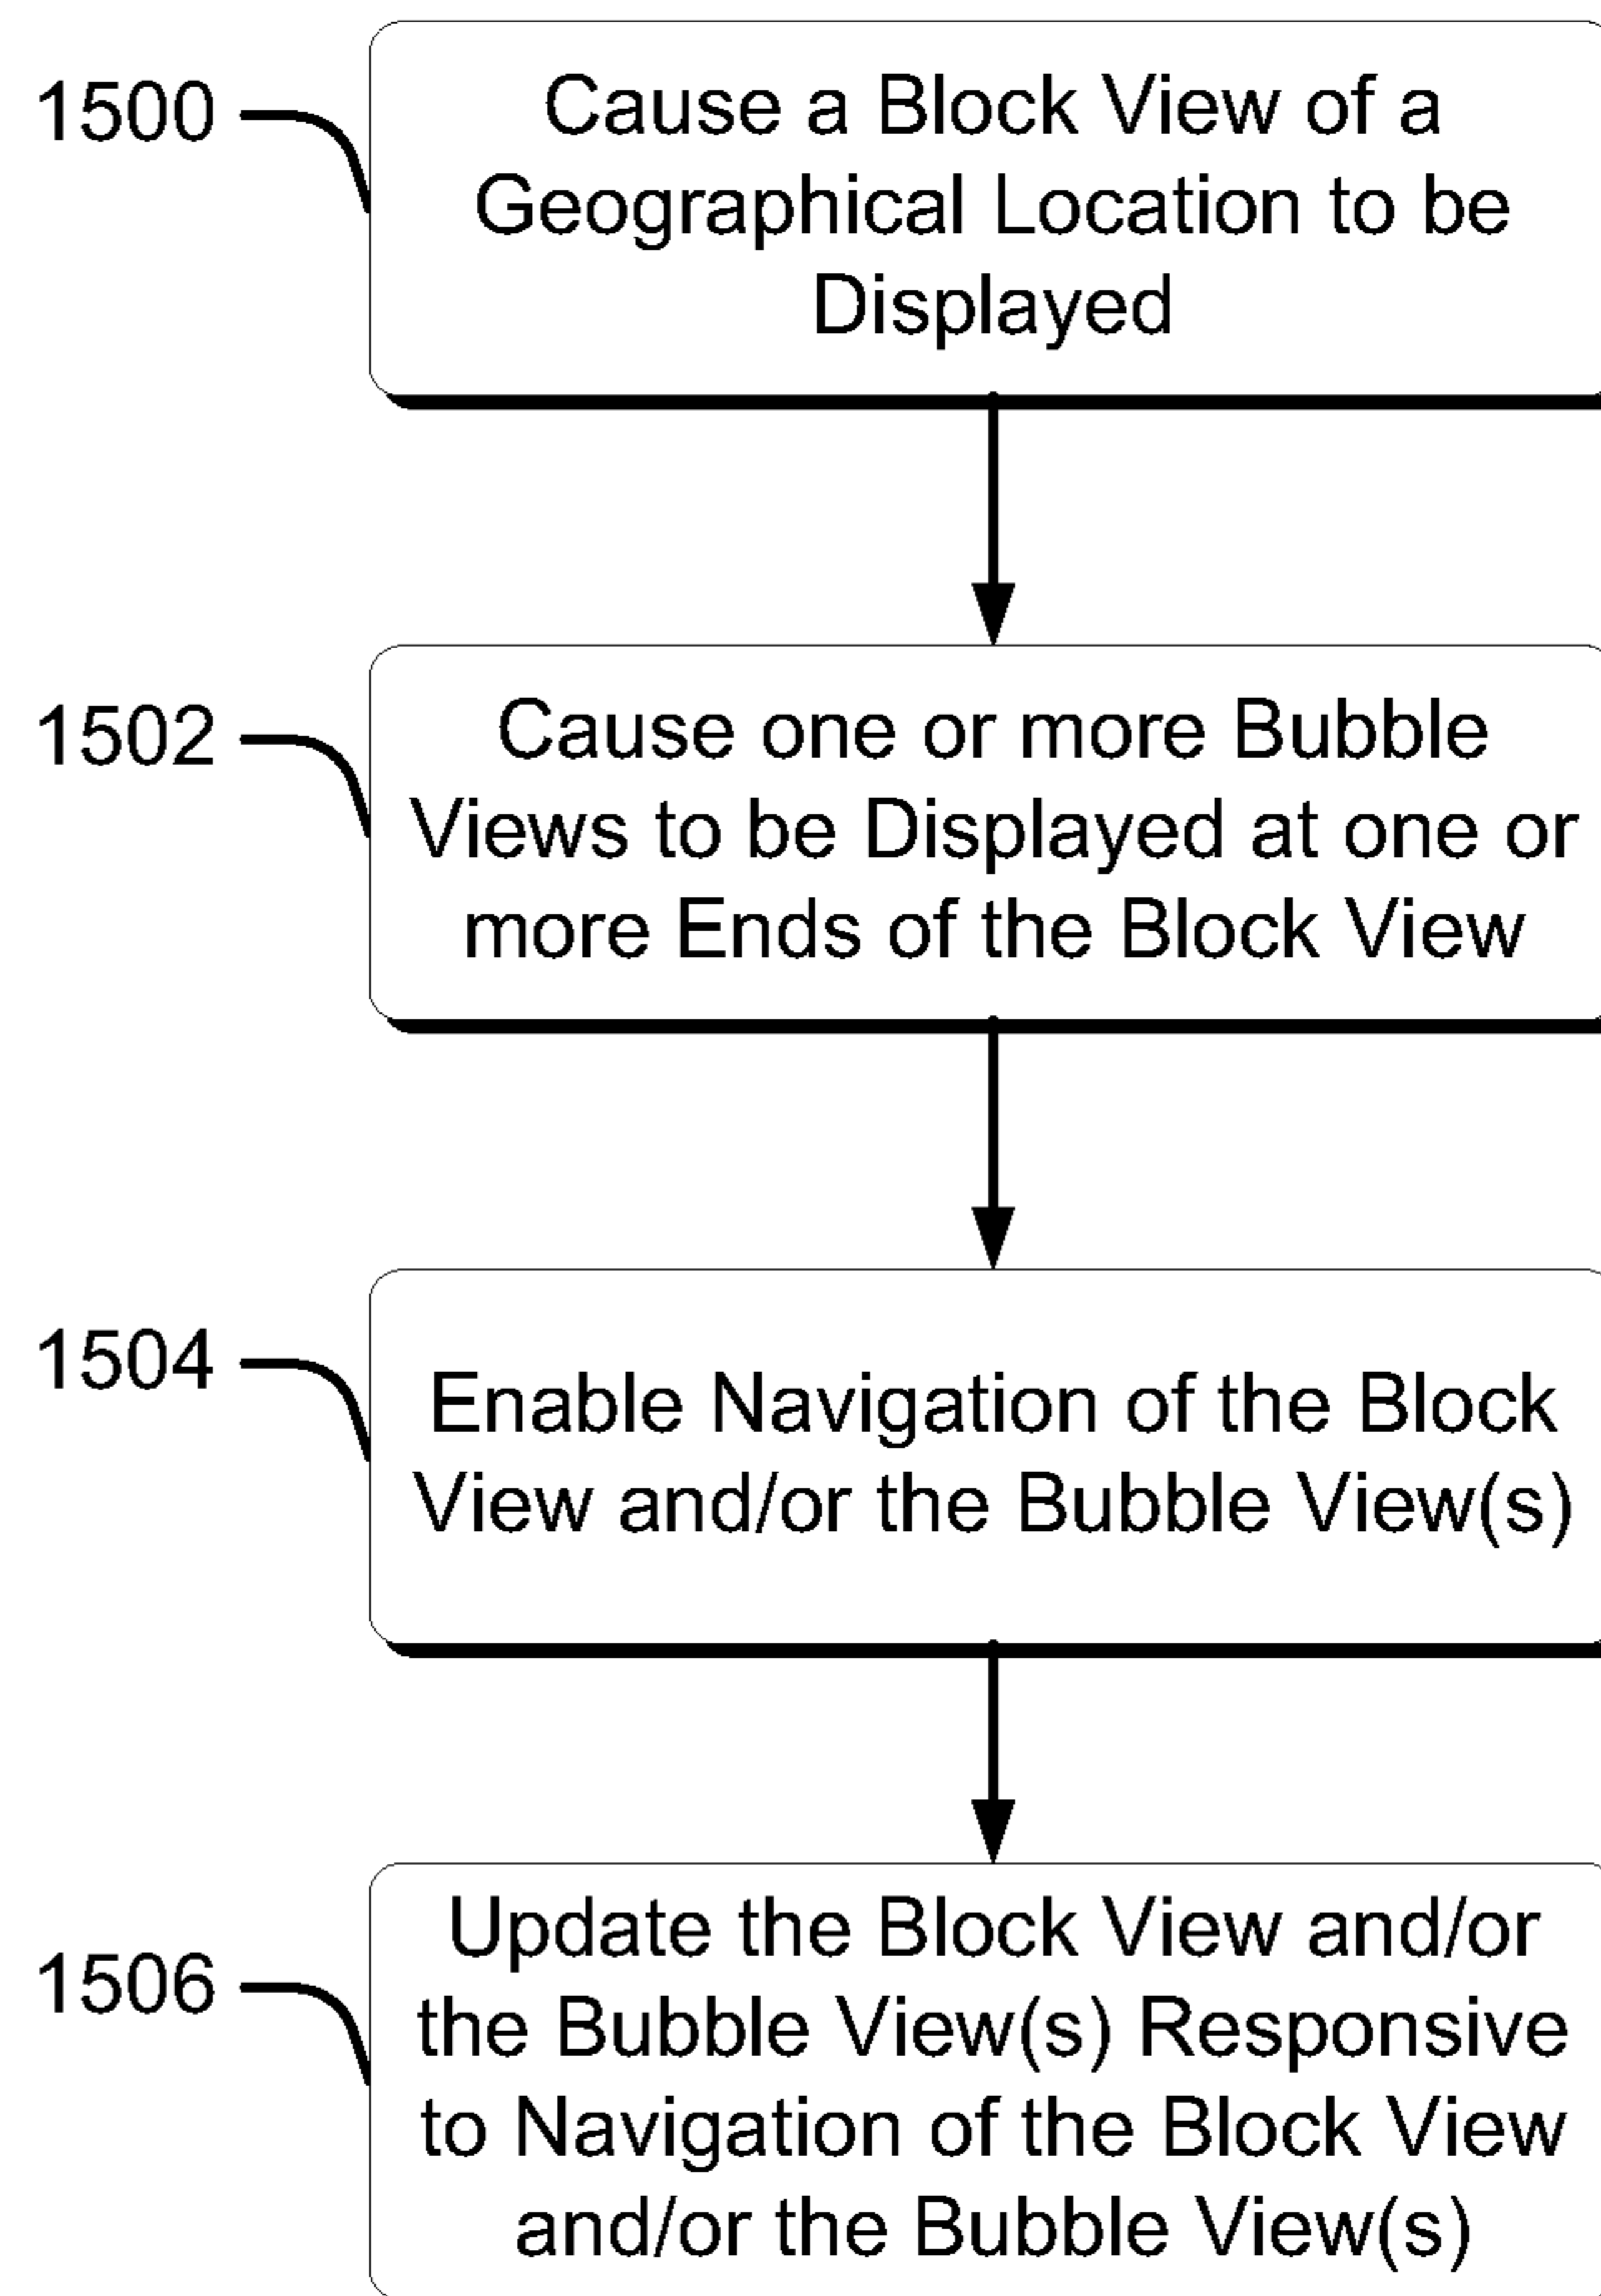 1500
Cause a Block View of a
Geographical Location to be
Displayed
1502
Cause one or more Bubble
Views to be Displayed at one or
more Ends of the Block View
1504
Enable Navigation of the Block
View and/or the Bubble View(s)
1506
Update the Block View and/or
the Bubble View(s) Responsive
to Navigation of the Block View
and/or the Bubble View(s)